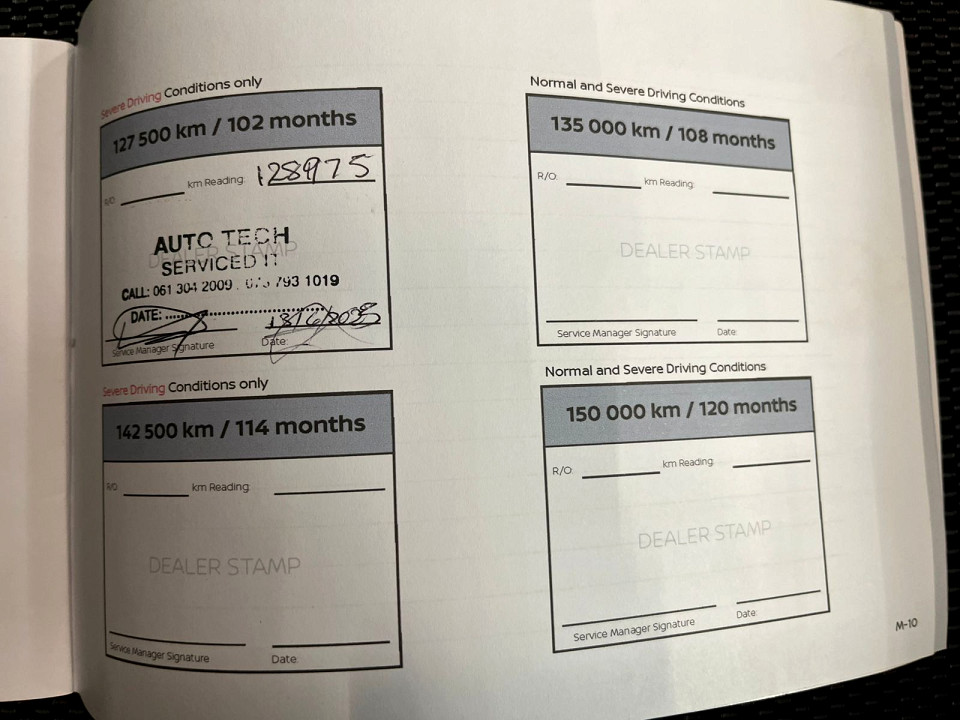 Severe Driving Conditions only
127 500 km / 102 months
R/O: km Reading: 128975
DEALER STAMP
AUTO TECH
SERVICED IT
CALL: 061 304 2009 793 1019
DATE:
Service Manager Signature Date:
Normal and Severe Driving Conditions
135 000 km / 108 months
R/O: km Reading:
DEALER STAMP
Service Manager Signature Date:
Severe Driving Conditions only
142 500 km / 114 months
R/O: km Reading:
DEALER STAMP
Service Manager Signature Date:
Normal and Severe Driving Conditions
150 000 km / 120 months
R/O: km Reading:
DEALER STAMP
Service Manager Signature Date:
M-10